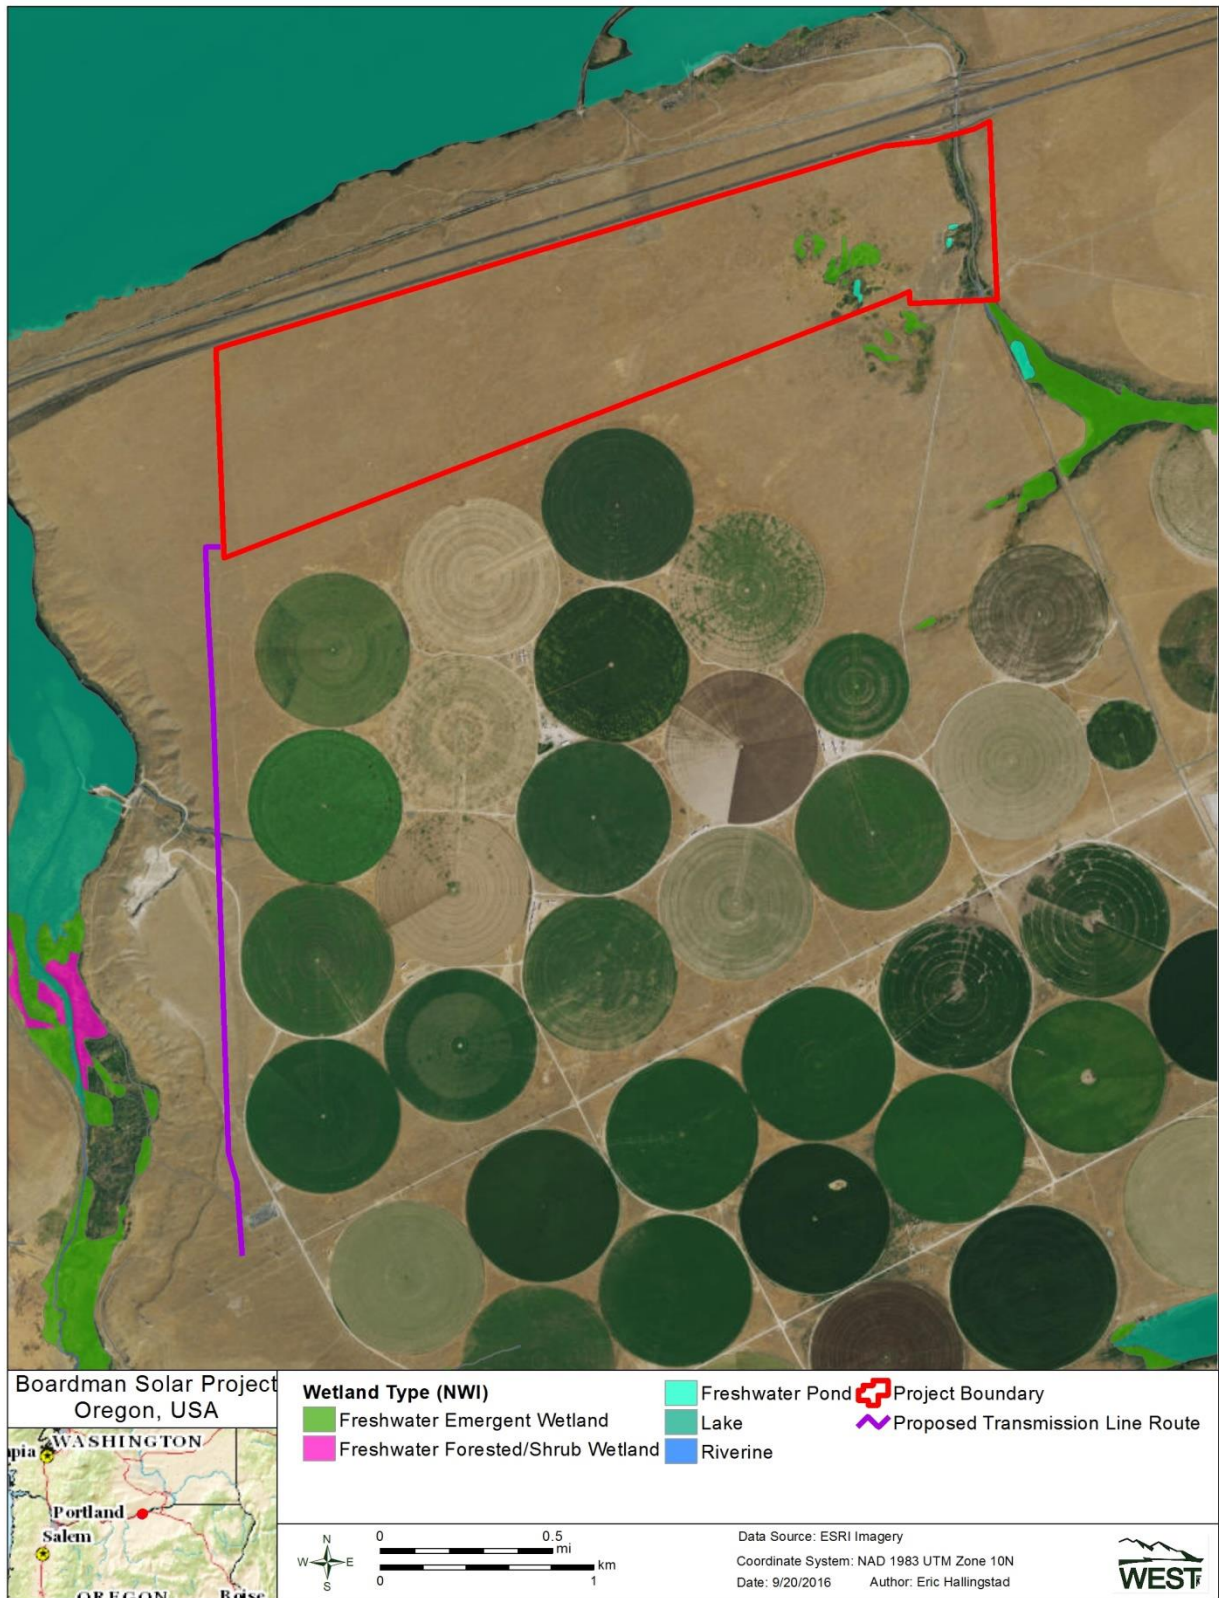 Boardman Solar Project
Oregon, USA
WASHINGTON
Portland
Salem
OREGON
Wetland Type (NWI)
Freshwater Emergent Wetland
Freshwater Forested/Shrub Wetland
Freshwater Pond
Lake
Riverine
Project Boundary
Proposed Transmission Line Route
N
W E
S
0 0.5
mi
km
0 1
Data Source: ESRI Imagery
Coordinate System: NAD 1983 UTM Zone 10N
Date: 9/20/2016 Author: Eric Hallingstad
WEST